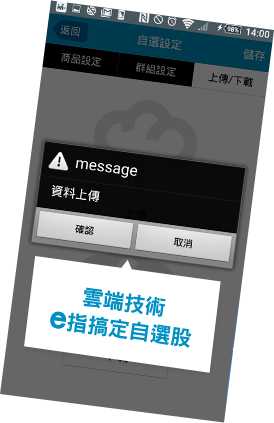 98% 14:00
返回 自選設定 儲存
商品設定 群組設定 上傳/下載
message
資料上傳
確認 取消
雲端技術
e指搞定自選股